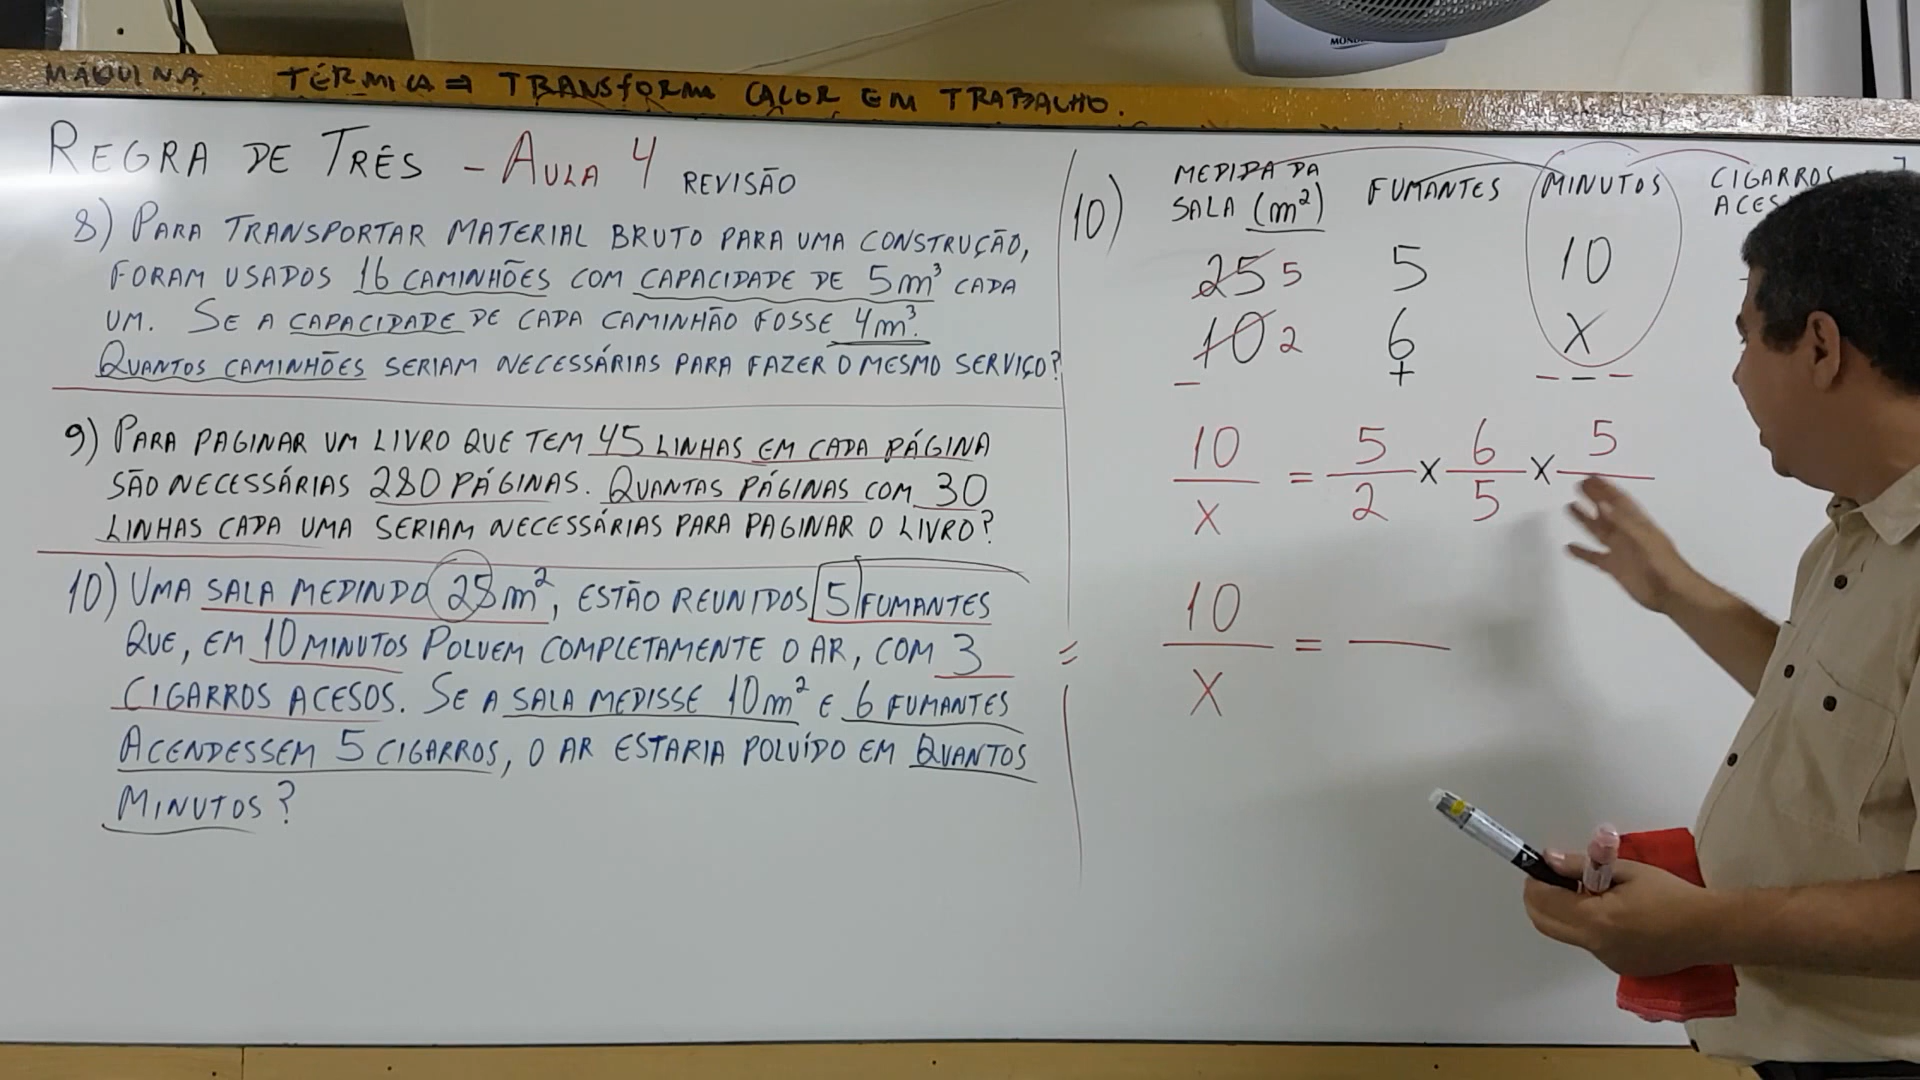 MÁQUINA TÉRMICA ⇒ TRANSFORMA CALOR EM TRABALHO.
REGRA DE TRÊS - AULA 4 REVISÃO
8) PARA TRANSPORTAR MATERIAL BRUTO PARA UMA CONSTRUÇÃO,
FORAM USADOS 16 CAMINHÕES COM CAPACIDADE DE 5m³ CADA
UM. SE A CAPACIDADE DE CADA CAMINHÃO FOSSE 4m³.
QUANTOS CAMINHÕES SERIAM NECESSÁRIAS PARA FAZER O MESMO SERVIÇO?
9) PARA PAGINAR UM LIVRO QUE TEM 45 LINHAS EM CADA PÁGINA
SÃO NECESSÁRIAS 280 PÁGINAS. QUANTAS PÁGINAS COM 30
LINHAS CADA UMA SERIAM NECESSÁRIAS PARA PAGINAR O LIVRO?
10) UMA SALA MEDINDO 25m², ESTÃO REUNIDOS 5 FUMANTES
QUE, EM 10 MINUTOS POLUEM COMPLETAMENTE O AR, COM 3
CIGARROS ACESOS. SE A SALA MEDISSE 10m² E 6 FUMANTES
ACENDESSEM 5 CIGARROS, O AR ESTARIA POLUÍDO EM QUANTOS
MINUTOS?
10) MEDIDA DA
SALA (m²) FUMANTES MINUTOS CIGARROS
25 5 5 10
10 2 6 X
- + - - -
10/X = 5/2 x 6/5 x 5/
10/X =